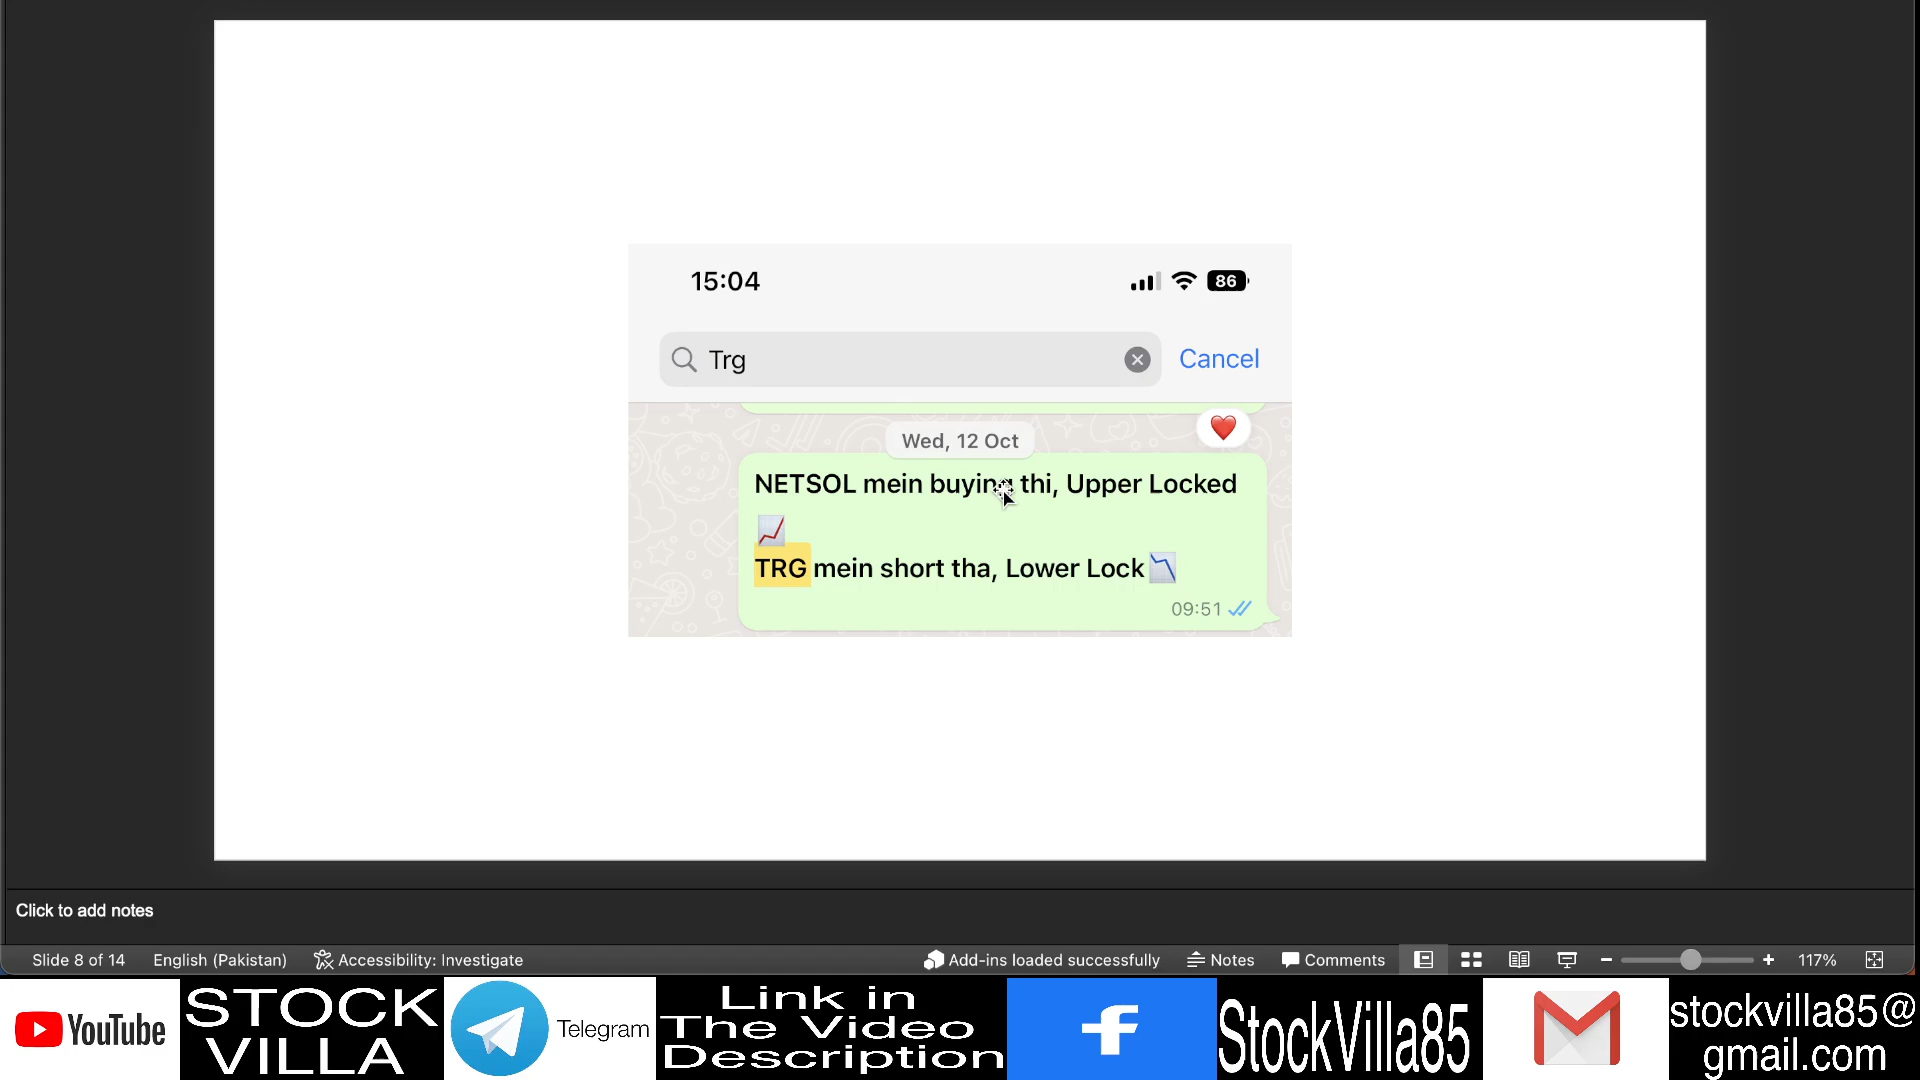 15:04
86
Trg
Cancel
Wed, 12 Oct
NETSOL mein buying thi, Upper Locked
📈
TRG mein short tha, Lower Lock📉
09:51
Click to add notes
Slide 8 of 14
English (Pakistan)
Accessibility: Investigate
Add-ins loaded successfully
Notes
Comments
117%
YouTube
STOCK
VILLA
Telegram
Link in
The Video
Description
StockVilla85
stockvilla85@
gmail.com